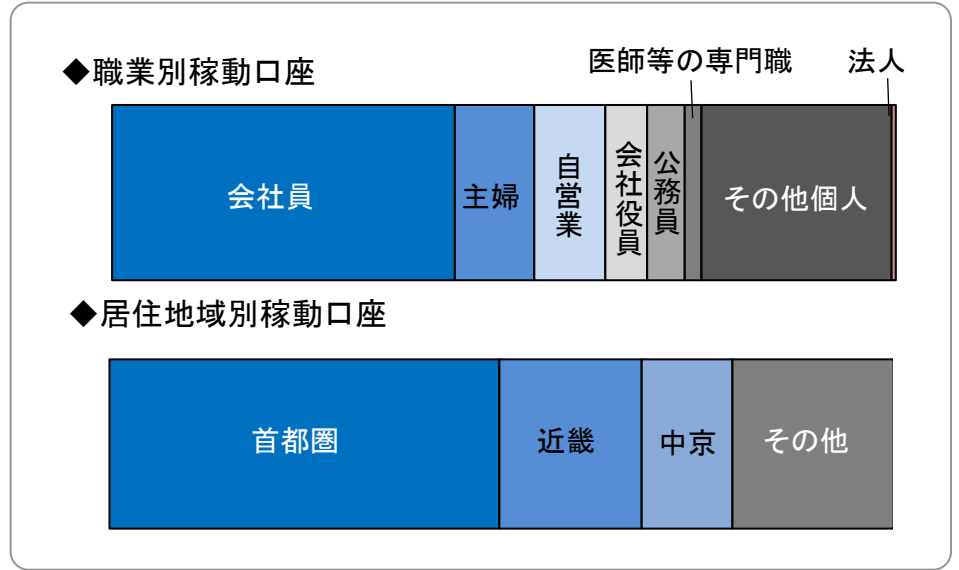 ◆職業別稼動口座
医師等の専門職
法人
会社員
主婦
自営業
会社役員
公務員
その他個人
◆居住地域別稼動口座
首都圏
近畿
中京
その他